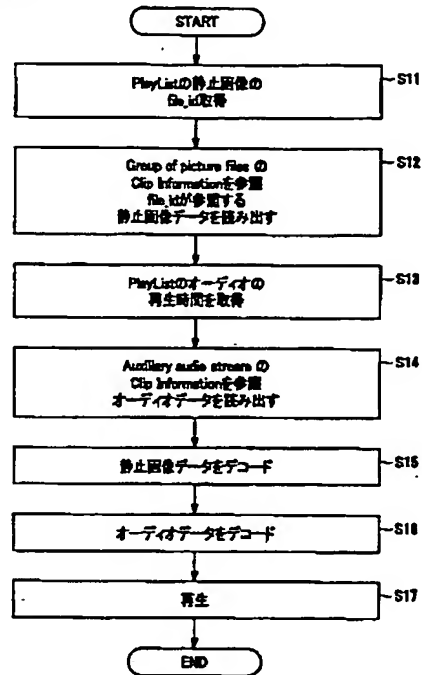 START
PlayListの静止画像の
file_id取得
S11
Group of picture files の
Clip Informationを参照
file_idが参照する
静止画像データを読み出す
S12
PlayListのオーディオの
再生時間を取得
S13
Auxiliary audio stream の
Clip Informationを参照
オーディオデータを読み出す
S14
静止画像データをデコード
S15
オーディオデータをデコード
S16
再生
S17
END